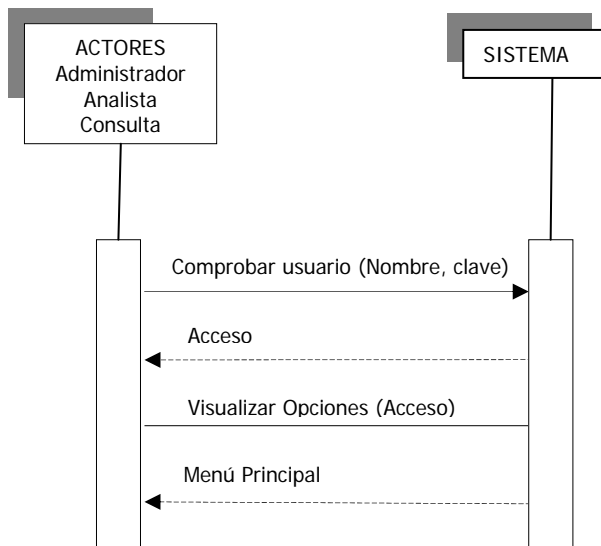 ACTORES
Administrador
Analista
Consulta
SISTEMA
Comprobar usuario (Nombre, clave)
Acceso
Visualizar Opciones (Acceso)
Menú Principal